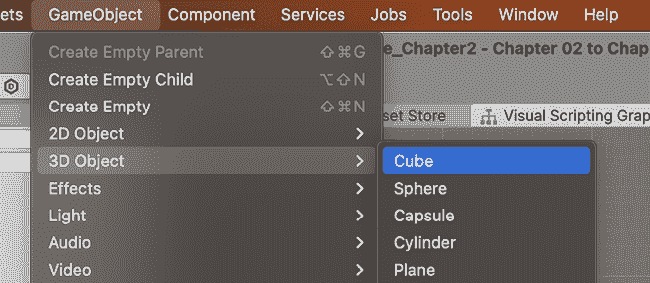 ets GameObject Component Services Jobs Tools Window Help
e_Chapter2 - Chapter 02 to Chap
Create Empty Parent ⇧⌘G
Create Empty Child ⌥⇧N
Create Empty ⇧⌘N
set Store Visual Scripting Grap
2D Object
3D Object
Cube
Effects
Sphere
Light
Capsule
Audio
Cylinder
Video
Plane